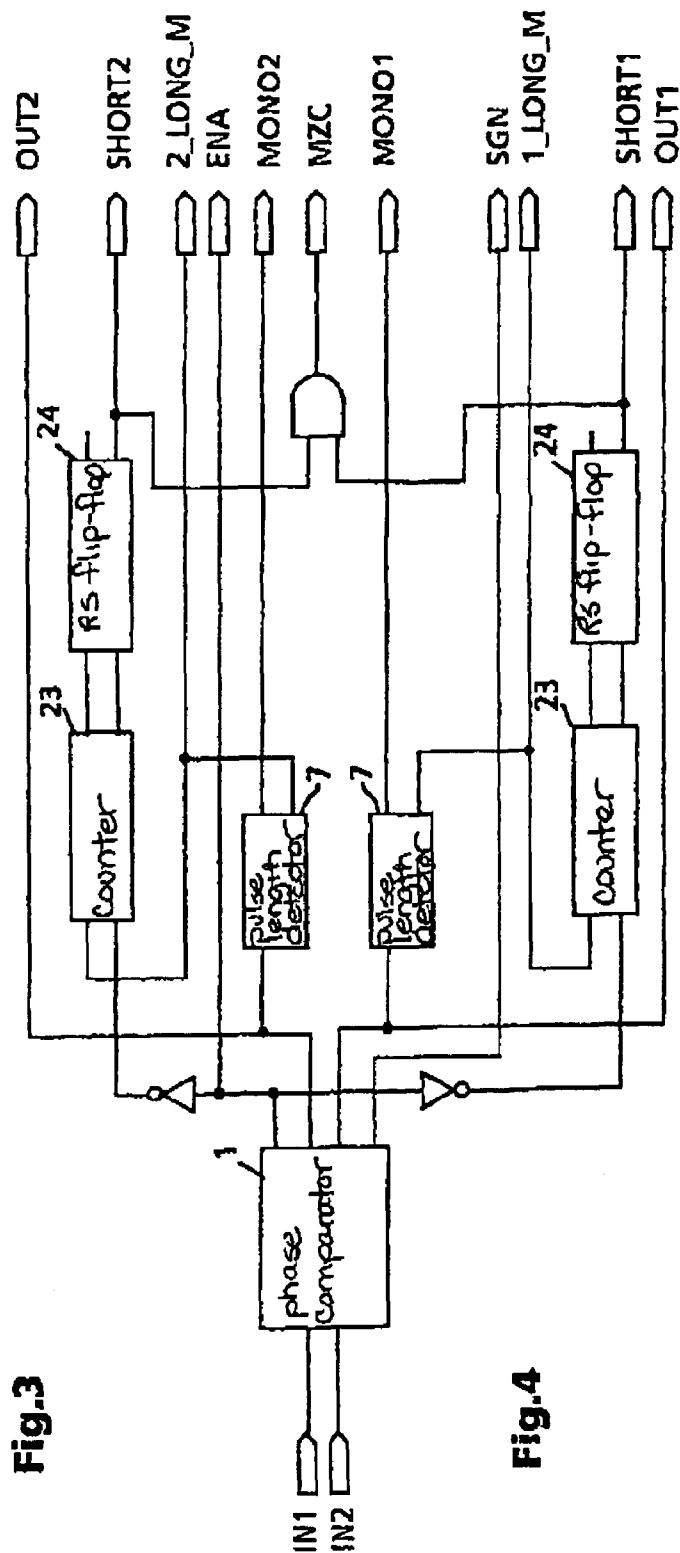 Fig.3
Fig.4
IN1
IN2
phase
comparator
1
counter
23
RS flip-flop
24
pulse
length
detector
7
pulse
length
detector
7
counter
23
RS flip-flop
24
OUT2
SHORT2
2_LONG_M
ENA
MONO2
MZC
MONO1
SGN
1_LONG_M
SHORT1
OUT1